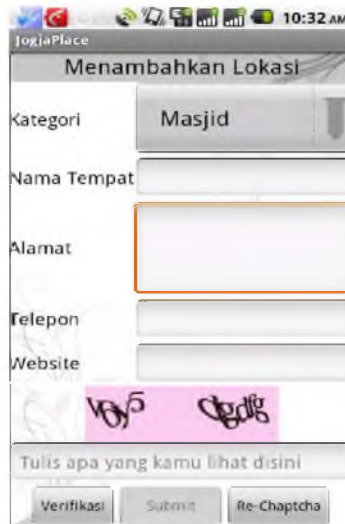 10:32 AM
JogjaPlace
Menambahkan Lokasi
Kategori Masjid
Nama Tempat
Alamat
Telepon
Website
Tulis apa yang kamu lihat disini
Verifikasi Submit Re-Chaptcha